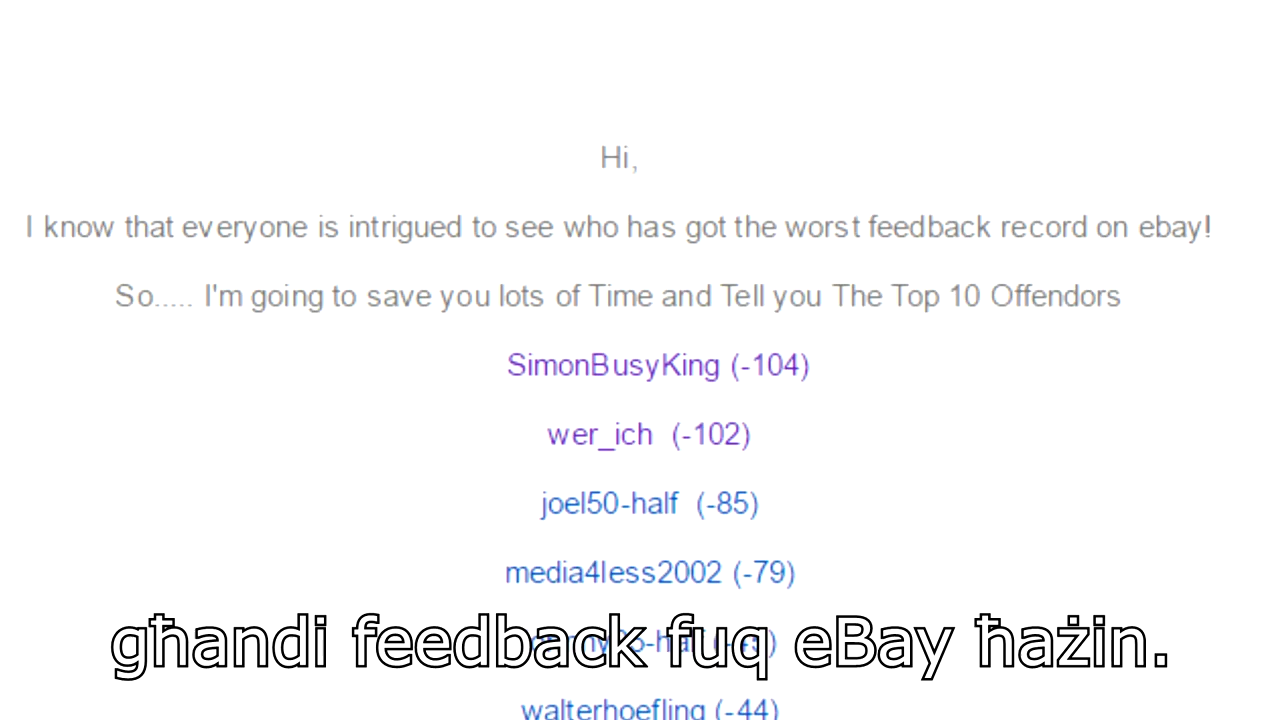 Hi,
I know that everyone is intrigued to see who has got the worst feedback record on ebay!
So..... I'm going to save you lots of Time and Tell you The Top 10 Offendors
SimonBusyKing (-104)
wer_ich (-102)
joel50-half (-85)
media4less2002 (-79)
għandi feedback fuq eBay ħażin.
walterhoefling (-44)